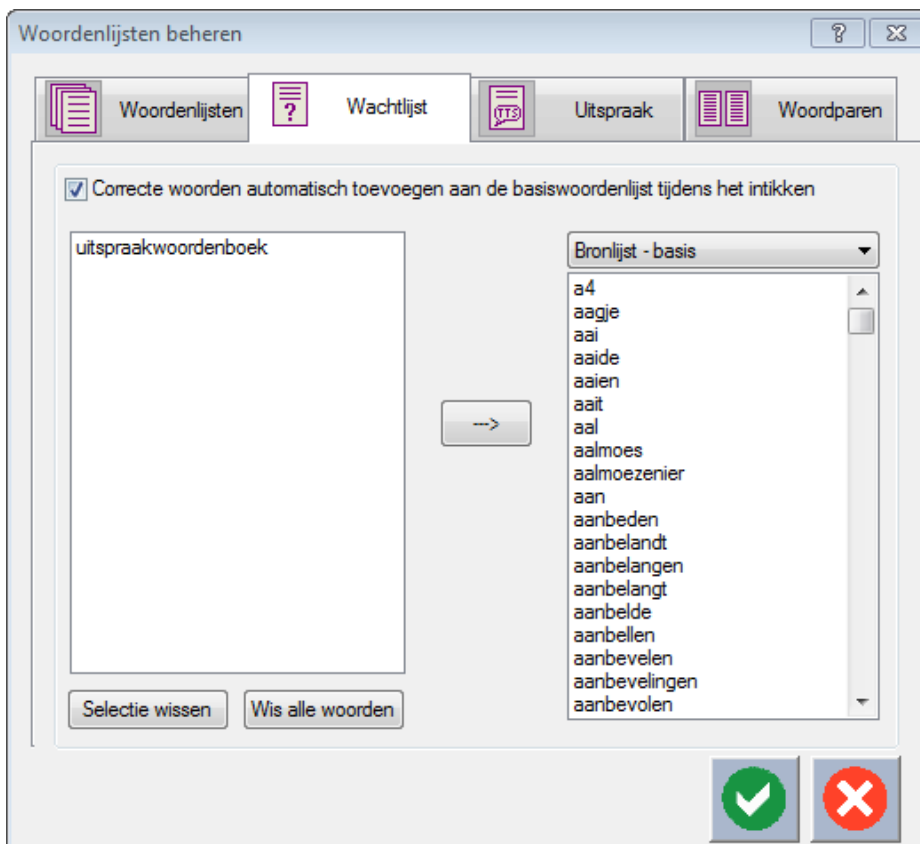 Woordenlijsten beheren
?
Woordenlijsten
?
Wachtlijst
TTS
Uitspraak
Woordparen
Correcte woorden automatisch toevoegen aan de basiswoordenlijst tijdens het intikken
uitspraakwoordenboek
Bronlijst - basis
a4
aagje
aai
aaide
aaien
aait
aal
aalmoes
aalmoezenier
aan
aanbeden
aanbelandt
aanbelangen
aanbelangt
aanbelde
aanbellen
aanbevelen
aanbevelingen
aanbevolen
--->
Selectie wissen
Wis alle woorden